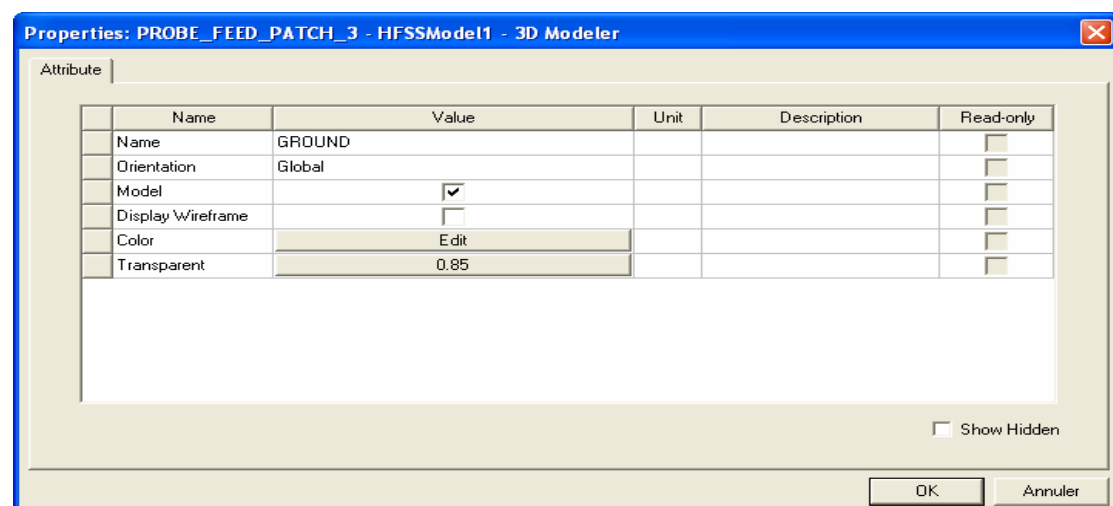 Properties: PROBE_FEED_PATCH_3 - HFSSModel1 - 3D Modeler
Attribute
Name Value Unit Description Read-only
Name GROUND
Orientation Global
Model
Display Wireframe
Color Edit
Transparent 0.85
Show Hidden
OK Annuler